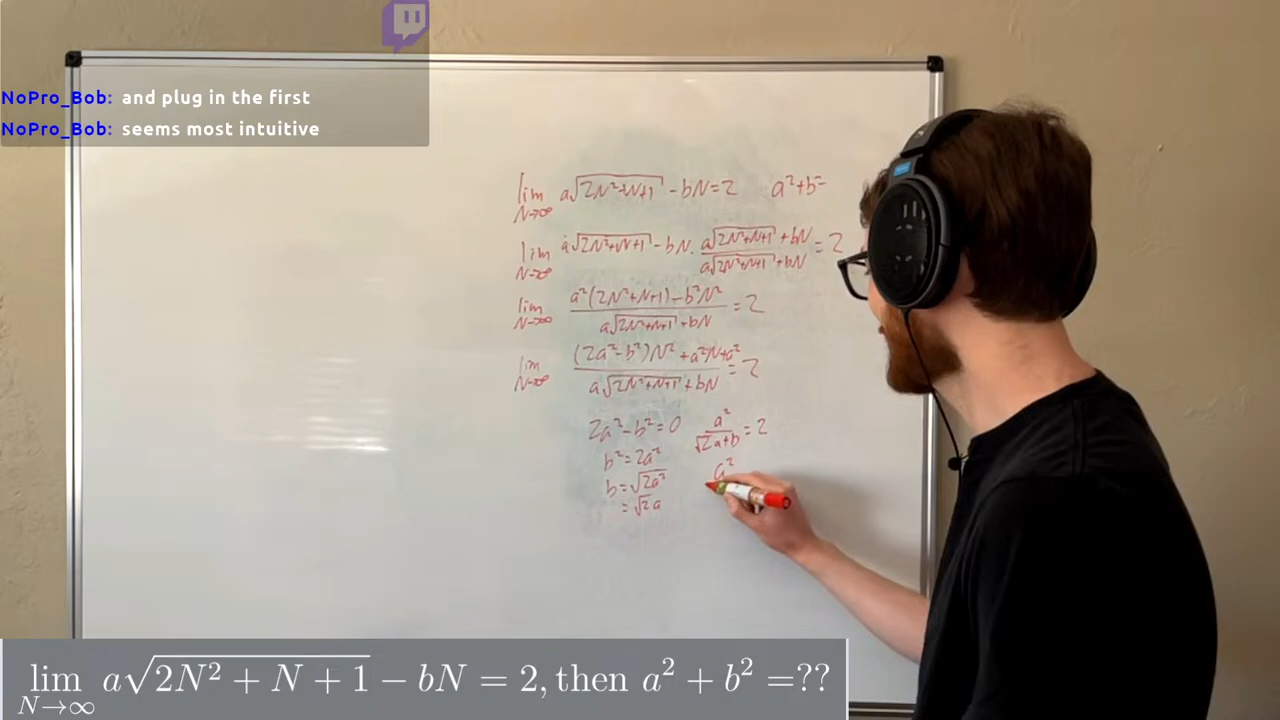 NoPro_Bob: and plug in the first
NoPro_Bob: seems most intuitive
lim N→∞ a√(2N²+N+1) - bN = 2 a²+b²=
lim N→∞ a√(2N²+N+1) - bN · (a√(2N²+N+1) + bN)/(a√(2N²+N+1) + bN) = 2
lim N→∞ (a²(2N²+N+1) - b²N²)/(a√(2N²+N+1) + bN) = 2
lim N→∞ ((2a²-b²)N² + a²N + a²)/(a√(2N²+N+1) + bN) = 2
2a²-b²=0 a²/(√2a+b) = 2
b²=2a² a²
b=√(2a²)
=√2a
lim N→∞ a√(2N² + N + 1) − bN = 2, then a² + b² =??